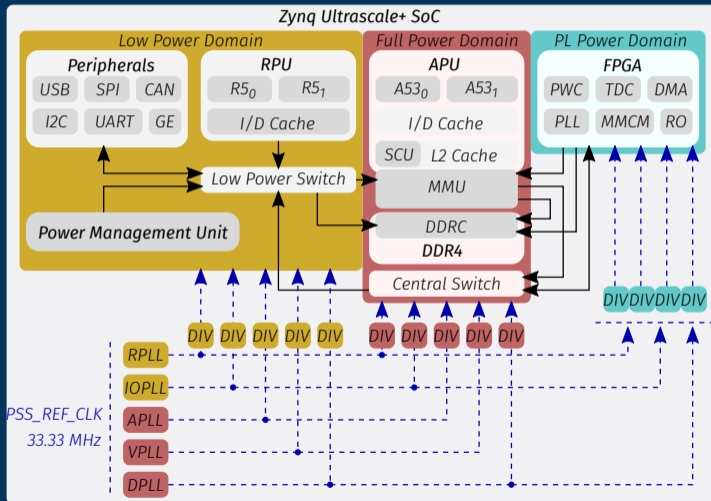 Zynq Ultrascale+ SoC
Low Power Domain
Full Power Domain
PL Power Domain
Peripherals
USB SPI CAN
I2C UART GE
RPU
R5₀ R5₁
I/D Cache
APU
A53₀ A53₁
I/D Cache
SCU L2 Cache
MMU
FPGA
PWC TDC DMA
PLL MMCM RO
Low Power Switch
Power Management Unit
DDRC
DDR4
Central Switch
DIV DIV DIV DIV
DIV DIV DIV DIV DIV
DIV DIV DIV DIV DIV
RPLL
IOPLL
PSS_REF_CLK
33.33 MHz
APLL
VPLL
DPLL